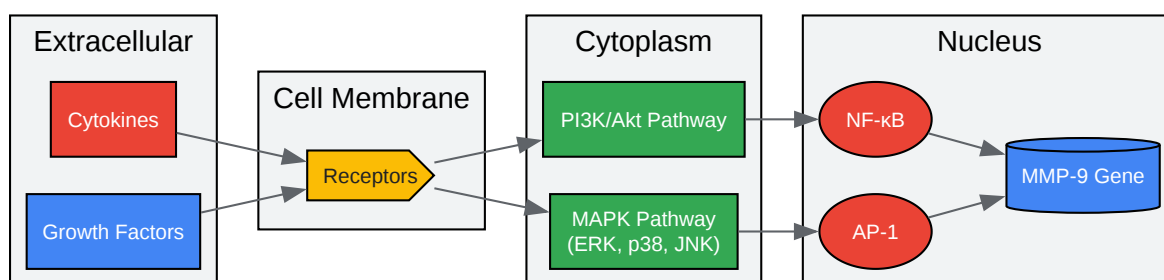 Extracellular
Cytokines
Growth Factors
Cell Membrane
Receptors
Cytoplasm
PI3K/Akt Pathway
MAPK Pathway
(ERK, p38, JNK)
Nucleus
NF-κB
AP-1
MMP-9 Gene